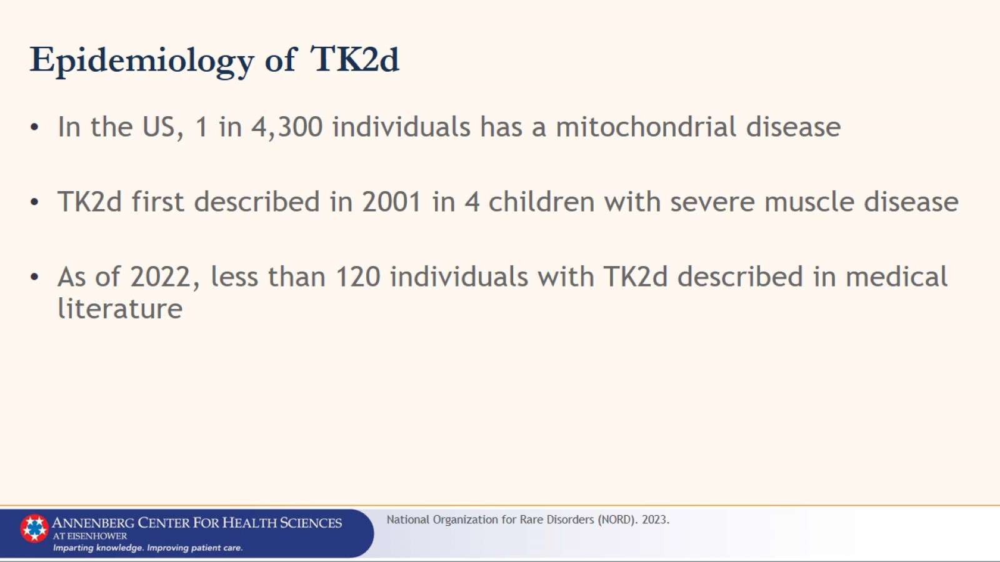 Epidemiology of TK2d
• In the US, 1 in 4,300 individuals has a mitochondrial disease
• TK2d first described in 2001 in 4 children with severe muscle disease
• As of 2022, less than 120 individuals with TK2d described in medical
literature
ANNENBERG CENTER FOR HEALTH SCIENCES
AT EISENHOWER
Imparting knowledge. Improving patient care.
National Organization for Rare Disorders (NORD). 2023.